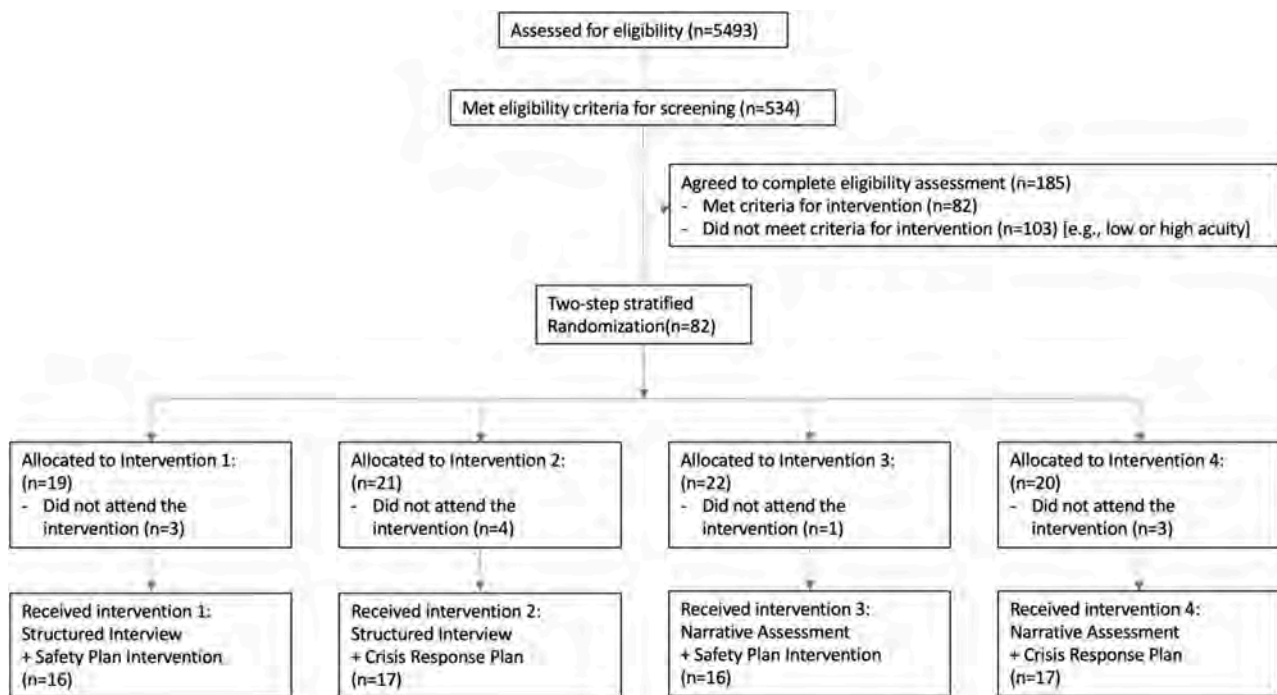 Assessed for eligibility (n=5493)
Met eligibility criteria for screening (n=534)
Agreed to complete eligibility assessment (n=185)
- Met criteria for intervention (n=82)
- Did not meet criteria for intervention (n=103) [e.g., low or high acuity]
Two-step stratified
Randomization(n=82)
Allocated to Intervention 1:
(n=19)
- Did not attend the
intervention (n=3)
Allocated to Intervention 2:
(n=21)
- Did not attend the
intervention (n=4)
Allocated to Intervention 3:
(n=22)
- Did not attend the
intervention (n=1)
Allocated to Intervention 4:
(n=20)
- Did not attend the
intervention (n=3)
Received intervention 1:
Structured Interview
+ Safety Plan Intervention
(n=16)
Received intervention 2:
Structured Interview
+ Crisis Response Plan
(n=17)
Received intervention 3:
Narrative Assessment
+ Safety Plan Intervention
(n=16)
Received intervention 4:
Narrative Assessment
+ Crisis Response Plan
(n=17)